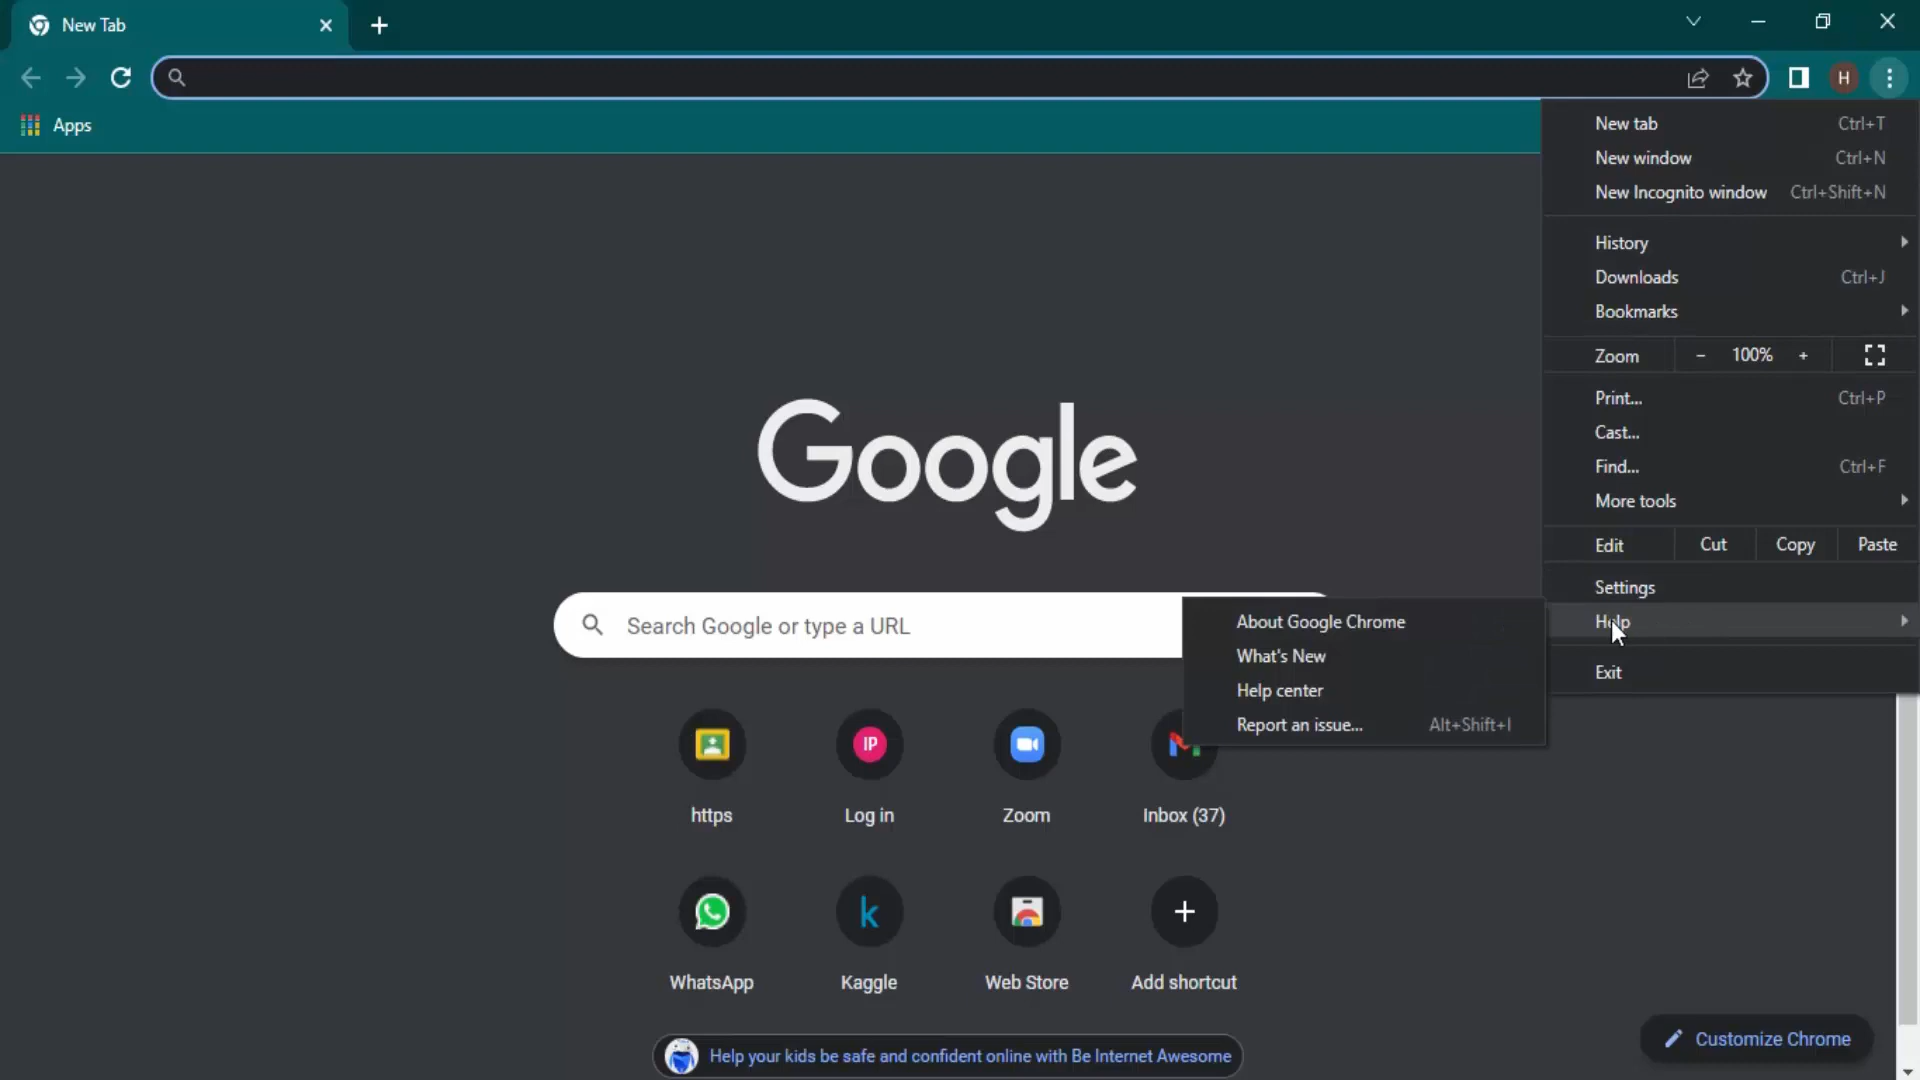 New Tab
H
Apps
New tab Ctrl+T
New window Ctrl+N
New Incognito window Ctrl+Shift+N
History
Downloads Ctrl+J
Bookmarks
Zoom - 100% +
Print... Ctrl+P
Cast...
Find... Ctrl+F
More tools
Edit Cut Copy Paste
Settings
Help
Exit
Google
Search Google or type a URL
About Google Chrome
What's New
Help center
Report an issue... Alt+Shift+I
IP
https Log in Zoom Inbox (37)
k
WhatsApp Kaggle Web Store Add shortcut
Help your kids be safe and confident online with Be Internet Awesome
Customize Chrome